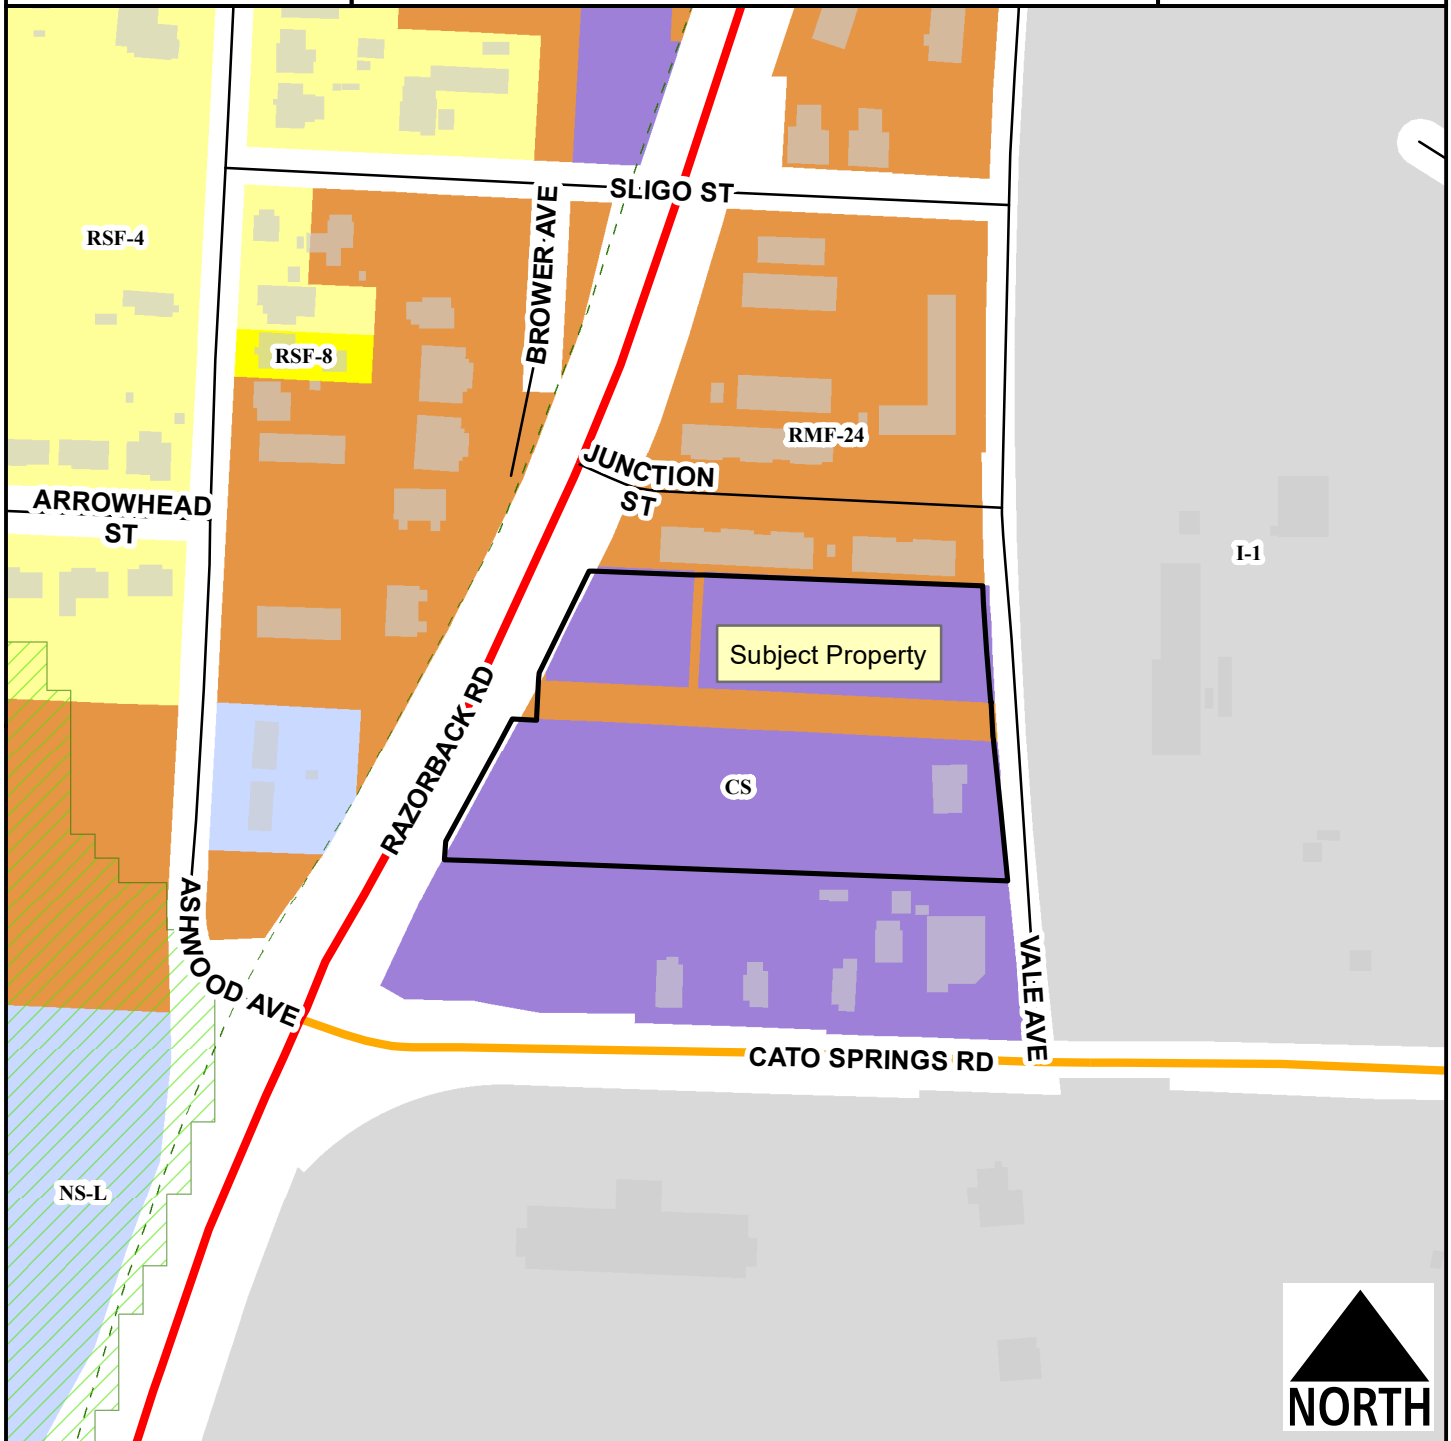 SLIGO ST
BROWER AVE
RSF-4
RSF-8
RMF-24
JUNCTION
ST
ARROWHEAD
ST
I-1
Subject Property
RAZORBACK RD
CS
ASHWOOD AVE
VALE AVE
CATO SPRINGS RD
NS-L
NORTH